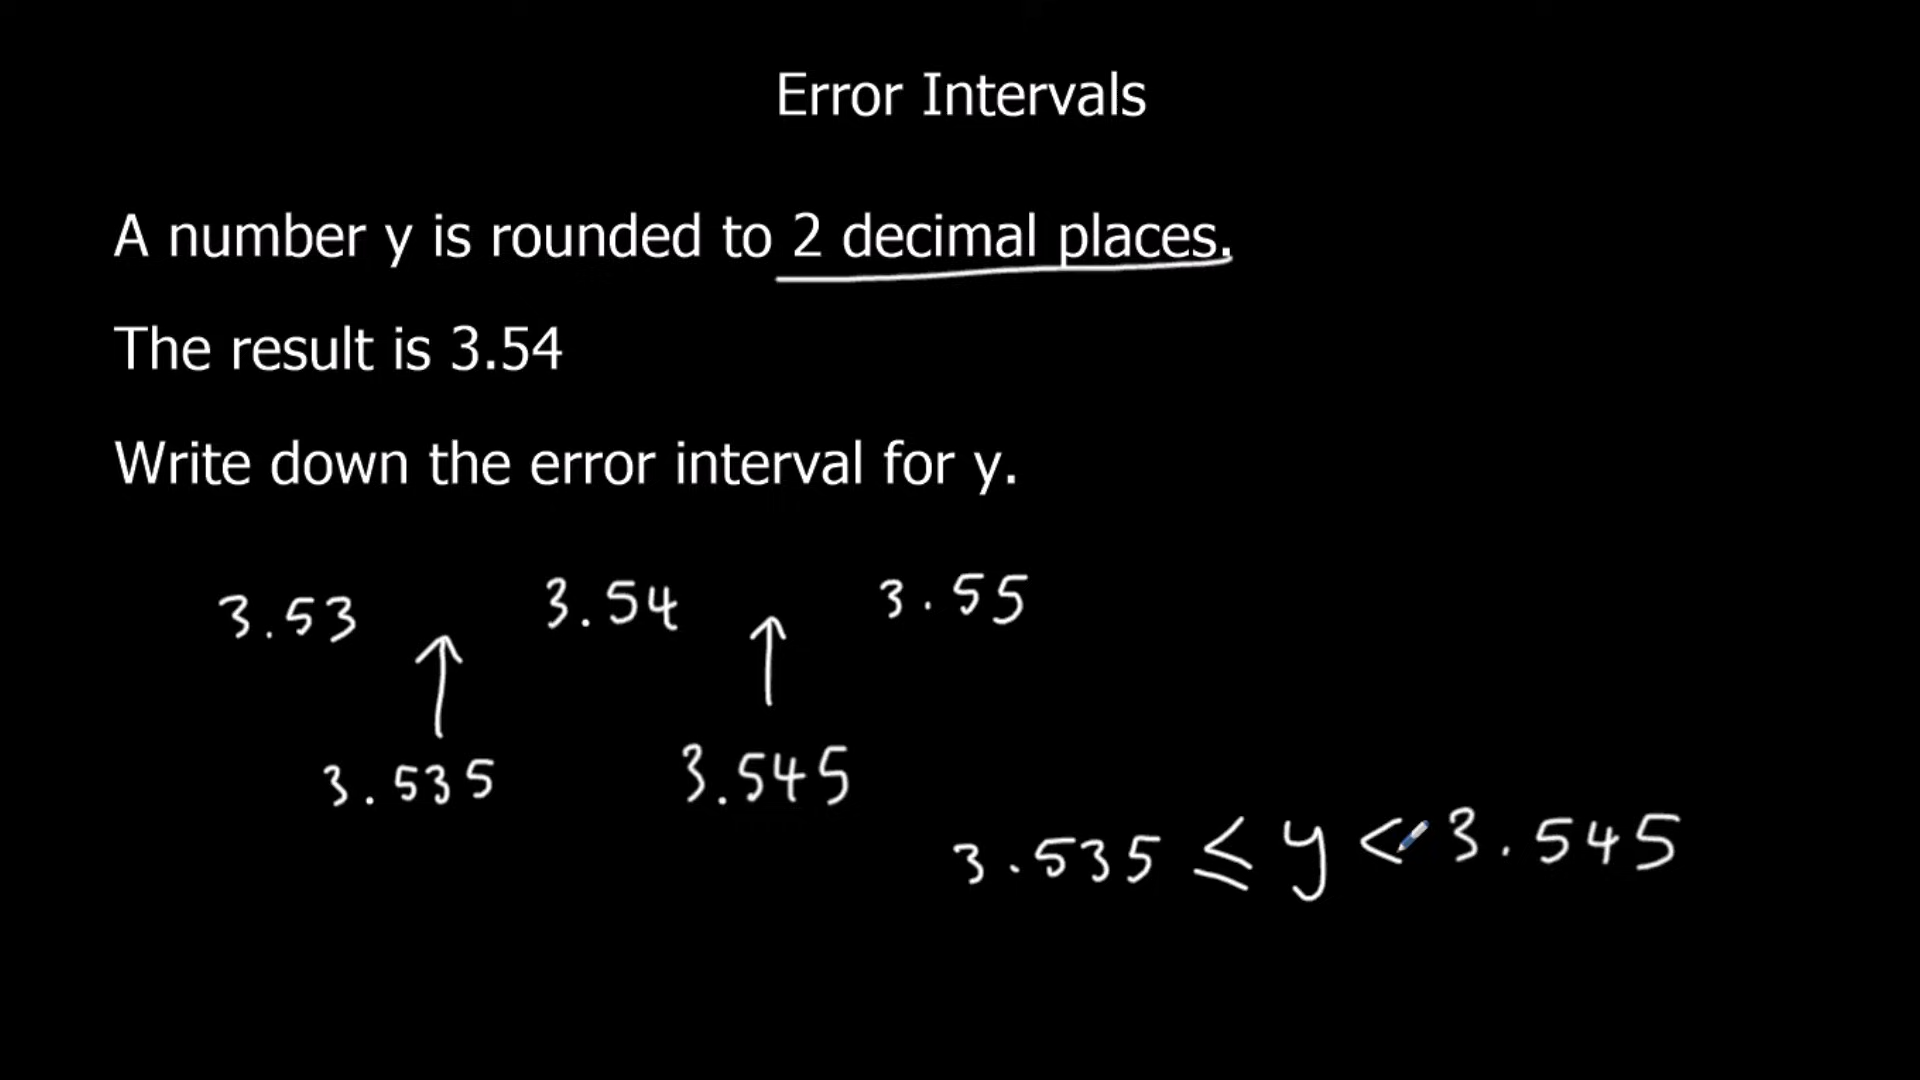 Error Intervals
A number y is rounded to 2 decimal places.
The result is 3.54
Write down the error interval for y.
3.53 3.54 3.55
3.535 3.545
3.535 ≤ y < 3.545